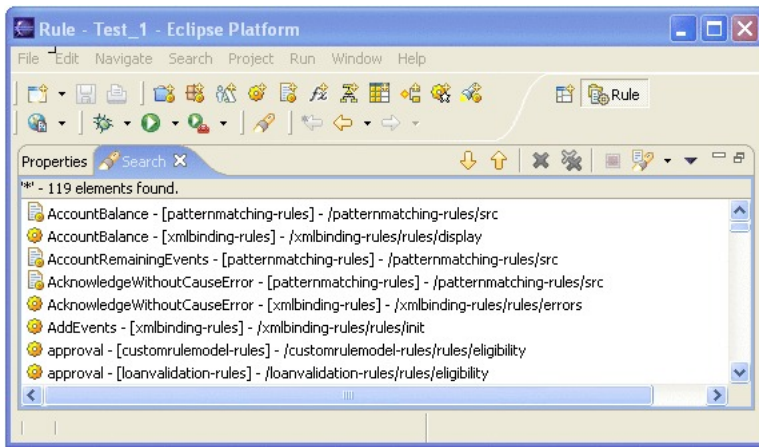 Rule - Test_1 - Eclipse Platform
File Edit Navigate Search Project Run Window Help
Rule
Properties Search
'*' - 119 elements found.
AccountBalance - [patternmatching-rules] - /patternmatching-rules/src
AccountBalance - [xmlbinding-rules] - /xmlbinding-rules/rules/display
AccountRemainingEvents - [patternmatching-rules] - /patternmatching-rules/src
AcknowledgeWithoutCauseError - [patternmatching-rules] - /patternmatching-rules/src
AcknowledgeWithoutCauseError - [xmlbinding-rules] - /xmlbinding-rules/rules/errors
AddEvents - [xmlbinding-rules] - /xmlbinding-rules/rules/init
approval - [customrulemodel-rules] - /customrulemodel-rules/rules/eligibility
approval - [loanvalidation-rules] - /loanvalidation-rules/rules/eligibility